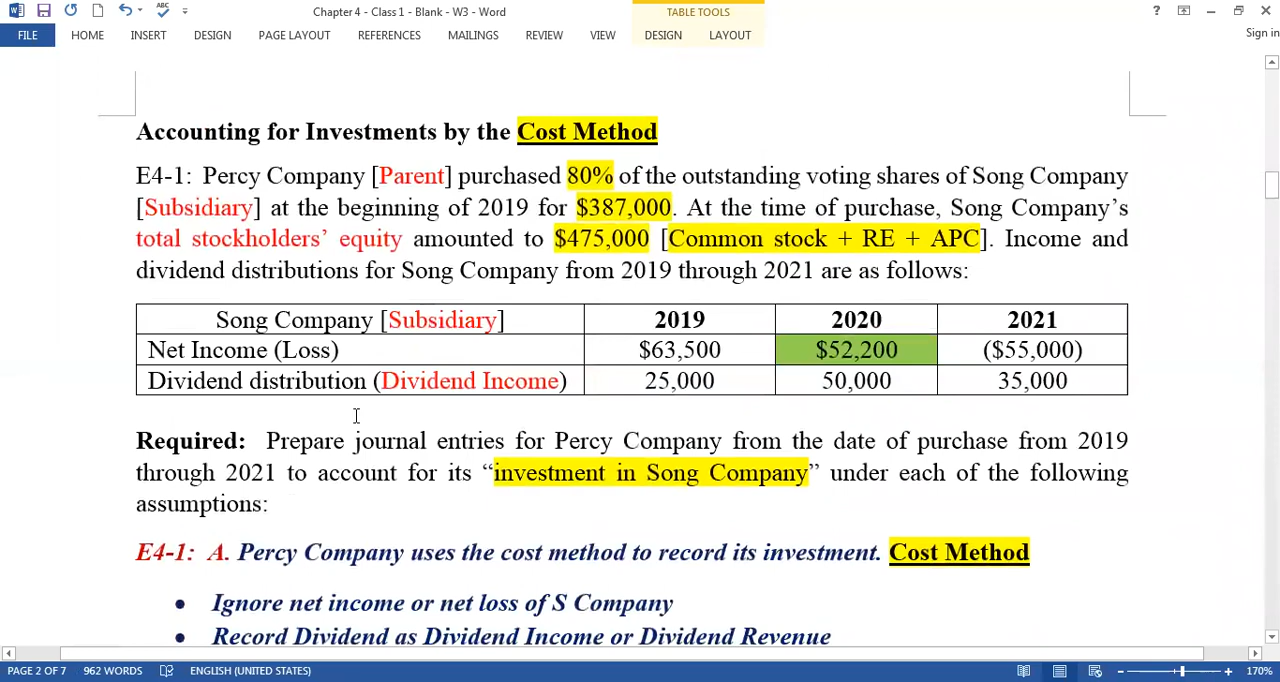 Chapter 4 - Class 1 - Blank - W3 - Word
TABLE TOOLS
?
FILE HOME INSERT DESIGN PAGE LAYOUT REFERENCES MAILINGS REVIEW VIEW DESIGN LAYOUT Sign in
Accounting for Investments by the Cost Method
E4-1: Percy Company [Parent] purchased 80% of the outstanding voting shares of Song Company
[Subsidiary] at the beginning of 2019 for $387,000. At the time of purchase, Song Company’s
total stockholders’ equity amounted to $475,000 [Common stock + RE + APC]. Income and
dividend distributions for Song Company from 2019 through 2021 are as follows:
Song Company [Subsidiary] 2019 2020 2021
Net Income (Loss) $63,500 $52,200 ($55,000)
Dividend distribution (Dividend Income) 25,000 50,000 35,000
Required: Prepare journal entries for Percy Company from the date of purchase from 2019
through 2021 to account for its “investment in Song Company” under each of the following
assumptions:
E4-1: A. Percy Company uses the cost method to record its investment. Cost Method
• Ignore net income or net loss of S Company
• Record Dividend as Dividend Income or Dividend Revenue
PAGE 2 OF 7 962 WORDS ENGLISH (UNITED STATES) 170%